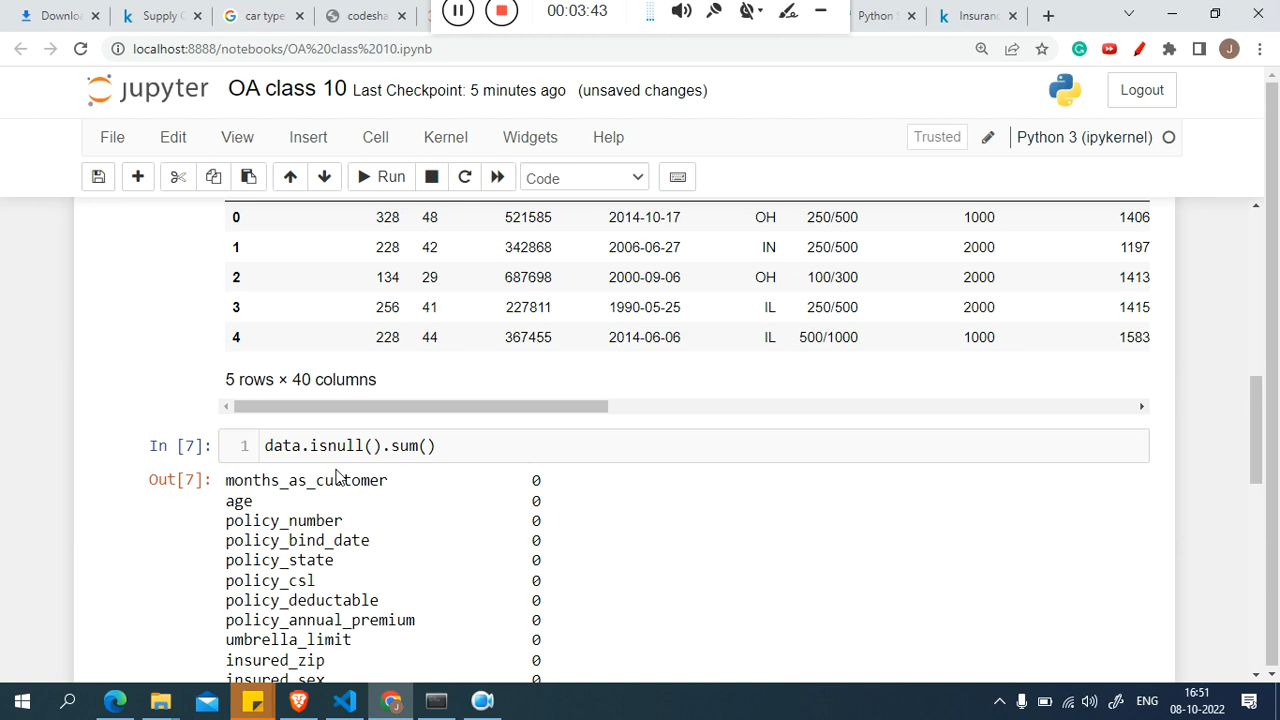 Downloa
Supply C
car type
codeshi
Python
Insuranc
00:03:43
localhost:8888/notebooks/OA%20class%2010.ipynb
J
jupyter OA class 10 Last Checkpoint: 5 minutes ago (unsaved changes)
Logout
File Edit View Insert Cell Kernel Widgets Help
Trusted Python 3 (ipykernel)
Run Code
0 328 48 521585 2014-10-17 OH 250/500 1000 1406
1 228 42 342868 2006-06-27 IN 250/500 2000 1197
2 134 29 687698 2000-09-06 OH 100/300 2000 1413
3 256 41 227811 1990-05-25 IL 250/500 2000 1415
4 228 44 367455 2014-06-06 IL 500/1000 1000 1583
5 rows × 40 columns
In [7]: 1 data.isnull().sum()
Out[7]: months_as_customer 0
age 0
policy_number 0
policy_bind_date 0
policy_state 0
policy_csl 0
policy_deductable 0
policy_annual_premium 0
umbrella_limit 0
insured_zip 0
insured_sex
ENG
16:51
08-10-2022